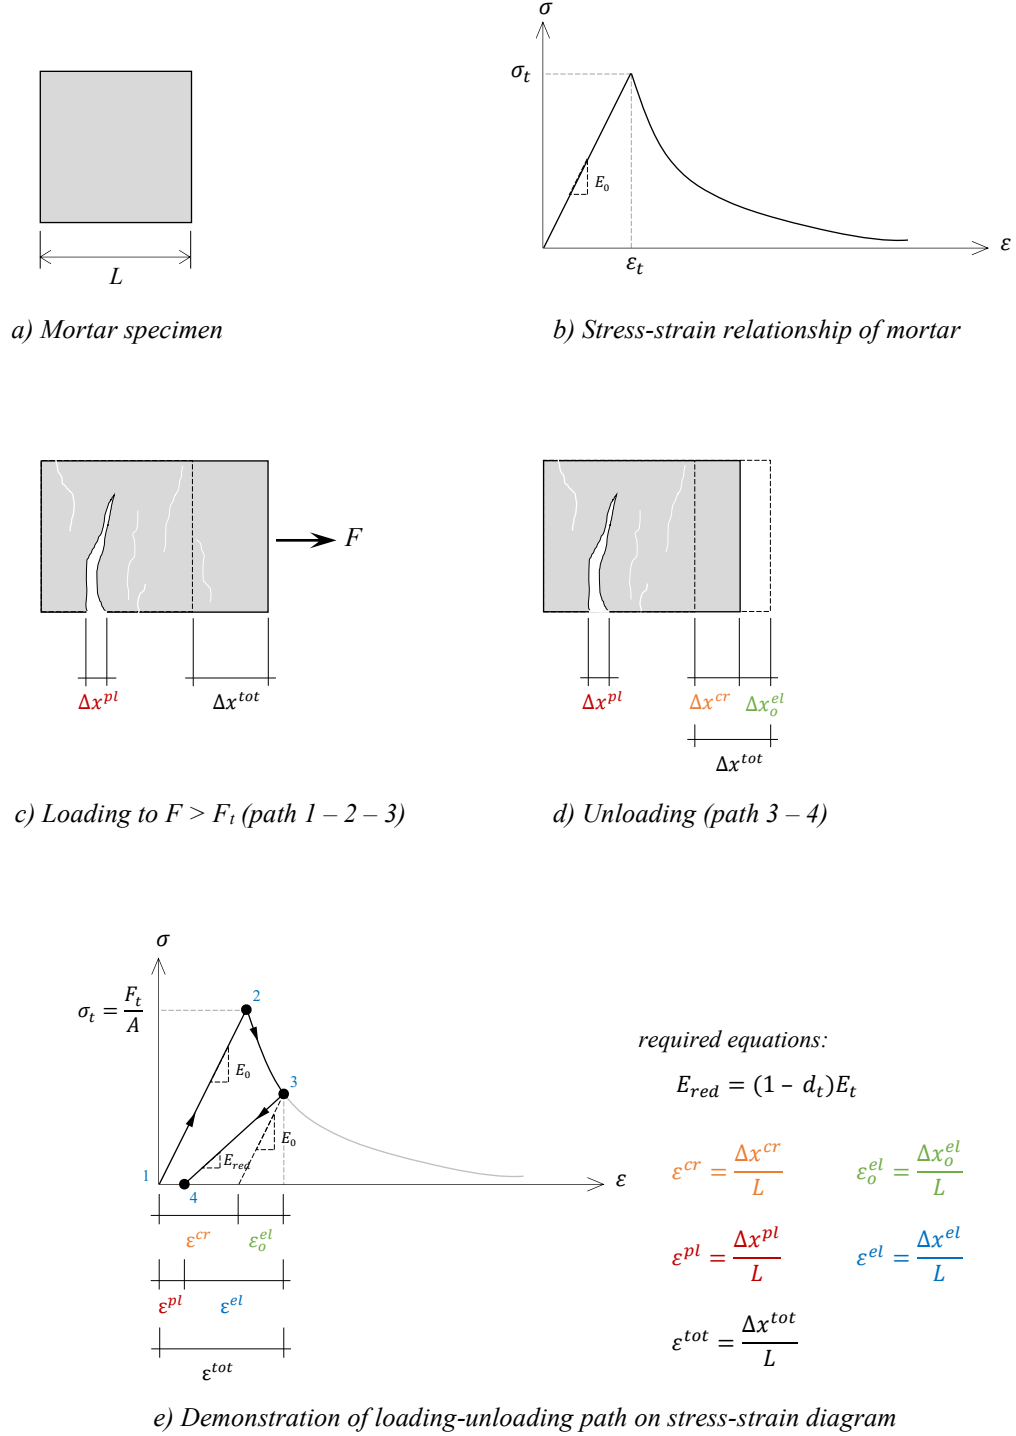 σ
σₜ
E₀
ε
εₜ
L
a) Mortar specimen
b) Stress-strain relationship of mortar
F
Δx^{pl}
Δx^{tot}
Δx^{pl}
Δx^{cr}
Δx_o^{el}
Δx^{tot}
c) Loading to F > Fₜ (path 1 – 2 – 3)
d) Unloading (path 3 – 4)
σ
σₜ = Fₜ/A
2
E₀
3
E₀
E_{red}
1
4
ε
ε^{cr}
ε_o^{el}
ε^{pl}
ε^{el}
ε^{tot}
required equations:
E_{red} = (1 – dₜ)Eₜ
ε^{cr} = Δx^{cr}/L
ε_o^{el} = Δx_o^{el}/L
ε^{pl} = Δx^{pl}/L
ε^{el} = Δx^{el}/L
ε^{tot} = Δx^{tot}/L
e) Demonstration of loading-unloading path on stress-strain diagram